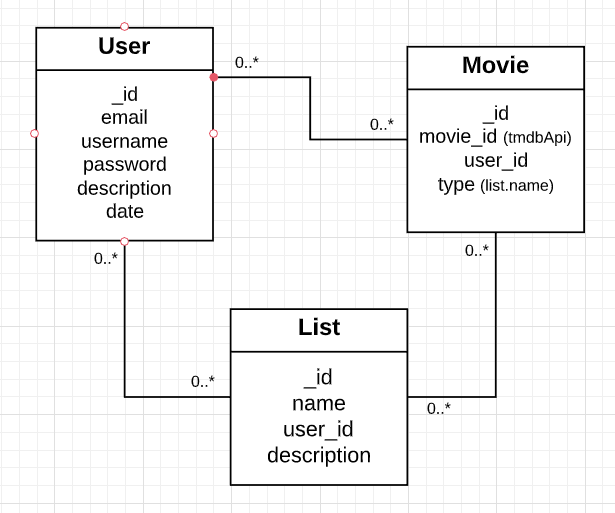 User
_id
email
username
password
description
date
0..*
0..*
Movie
_id
movie_id (tmdbApi)
user_id
type (list.name)
0..*
0..*
0..*
0..*
List
_id
name
user_id
description